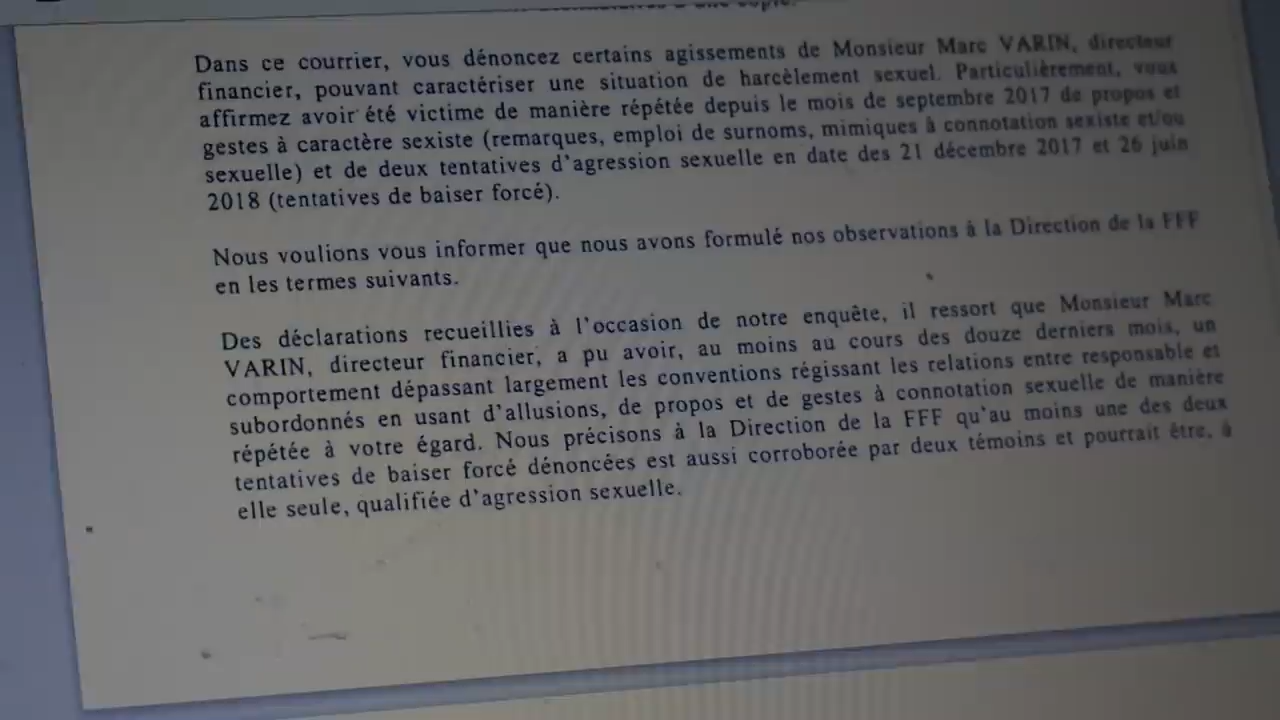 d'une copie.
Dans ce courrier, vous dénoncez certains agissements de Monsieur Marc VARIN, directeur
financier, pouvant caractériser une situation de harcèlement sexuel. Particulièrement, vous
affirmez avoir été victime de manière répétée depuis le mois de septembre 2017 de propos et
gestes à caractère sexiste (remarques, emploi de surnoms, mimiques à connotation sexiste et/ou
sexuelle) et de deux tentatives d'agression sexuelle en date des 21 décembre 2017 et 26 juin
2018 (tentatives de baiser forcé).
Nous voulions vous informer que nous avons formulé nos observations à la Direction de la FFF
en les termes suivants.
Des déclarations recueillies à l'occasion de notre enquête, il ressort que Monsieur Marc
VARIN, directeur financier, a pu avoir, au moins au cours des douze derniers mois, un
comportement dépassant largement les conventions régissant les relations entre responsable et
subordonnés en usant d'allusions, de propos et de gestes à connotation sexuelle de manière
répétée à votre égard. Nous précisons à la Direction de la FFF qu'au moins une des deux
tentatives de baiser forcé dénoncées est aussi corroborée par deux témoins et pourrait être, à
elle seule, qualifiée d'agression sexuelle.